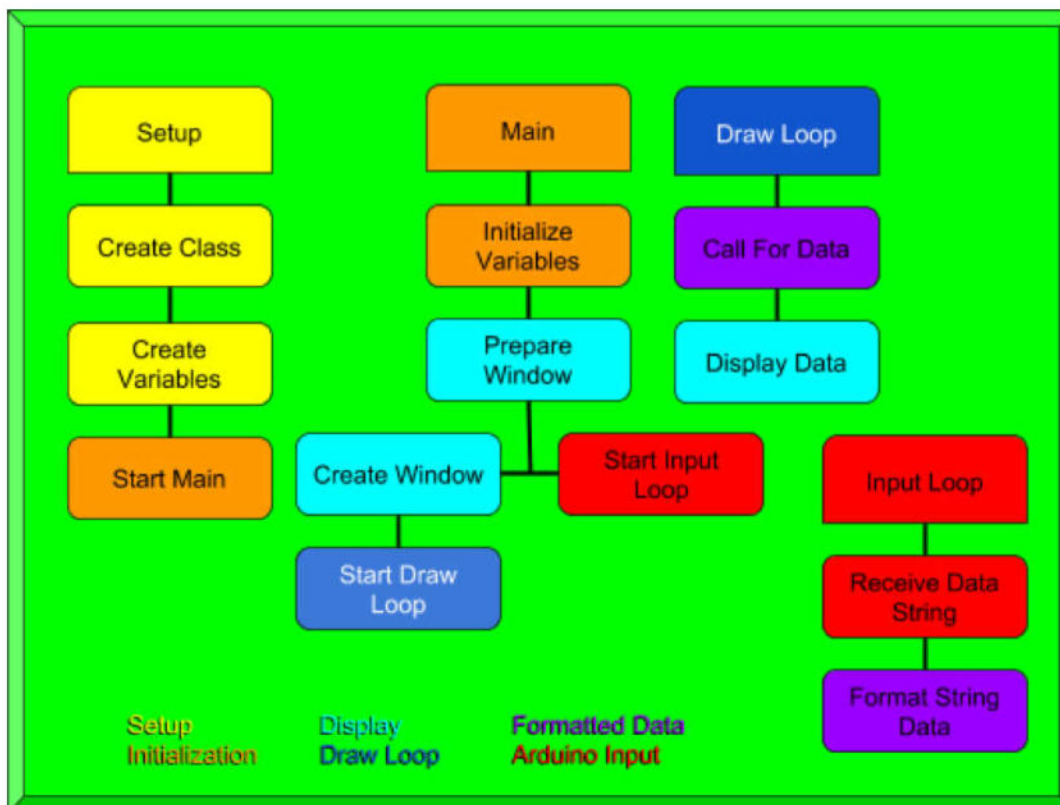 Setup
Create Class
Create
Variables
Start Main
Main
Initialize
Variables
Prepare
Window
Create Window
Start Input
Loop
Start Draw
Loop
Draw Loop
Call For Data
Display Data
Input Loop
Receive Data
String
Format String
Data
Setup
Initialization
Display
Draw Loop
Formatted Data
Arduino Input